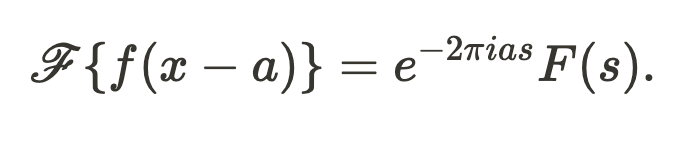 ℱ{f(x − a)} = e^{−2πias} F(s).